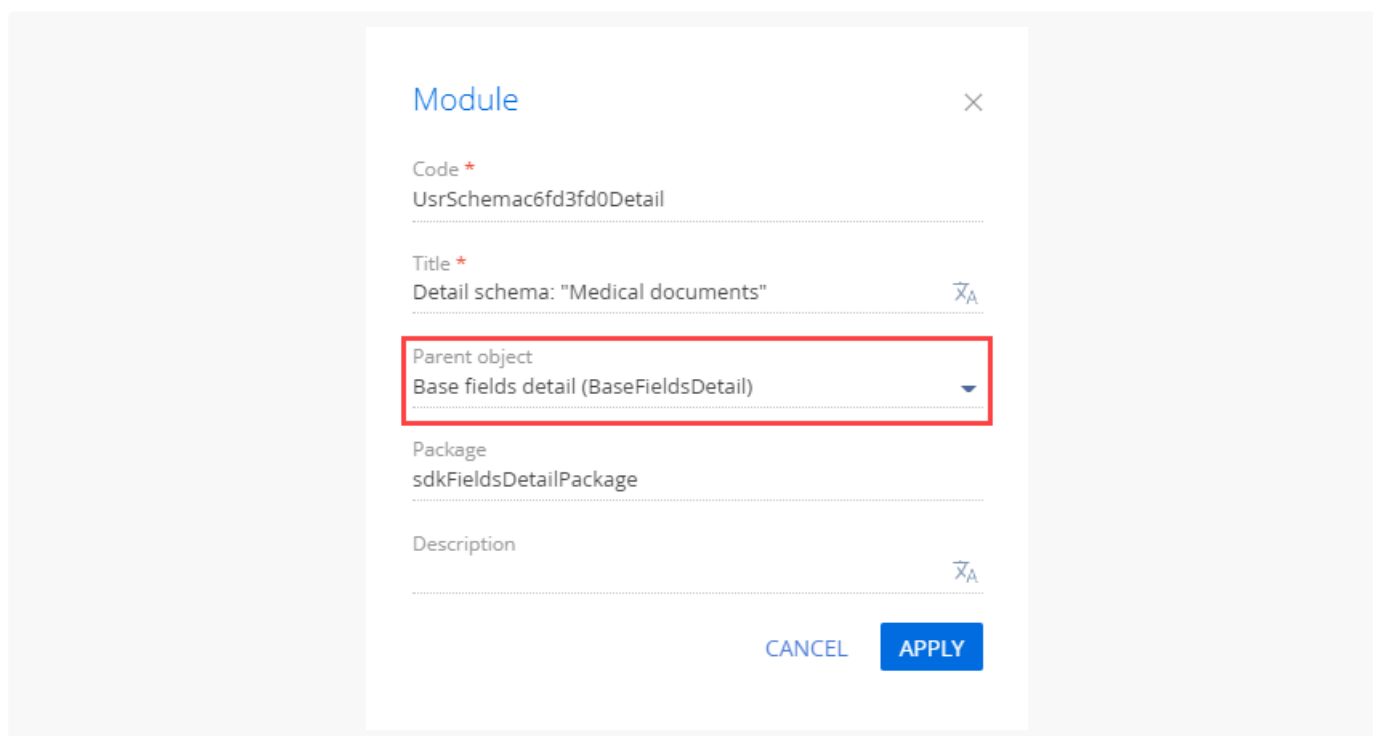 Module
Code *
UsrSchemac6fd3fd0Detail
Title *
Detail schema: "Medical documents"
Parent object
Base fields detail (BaseFieldsDetail)
Package
sdkFieldsDetailPackage
Description
CANCEL APPLY